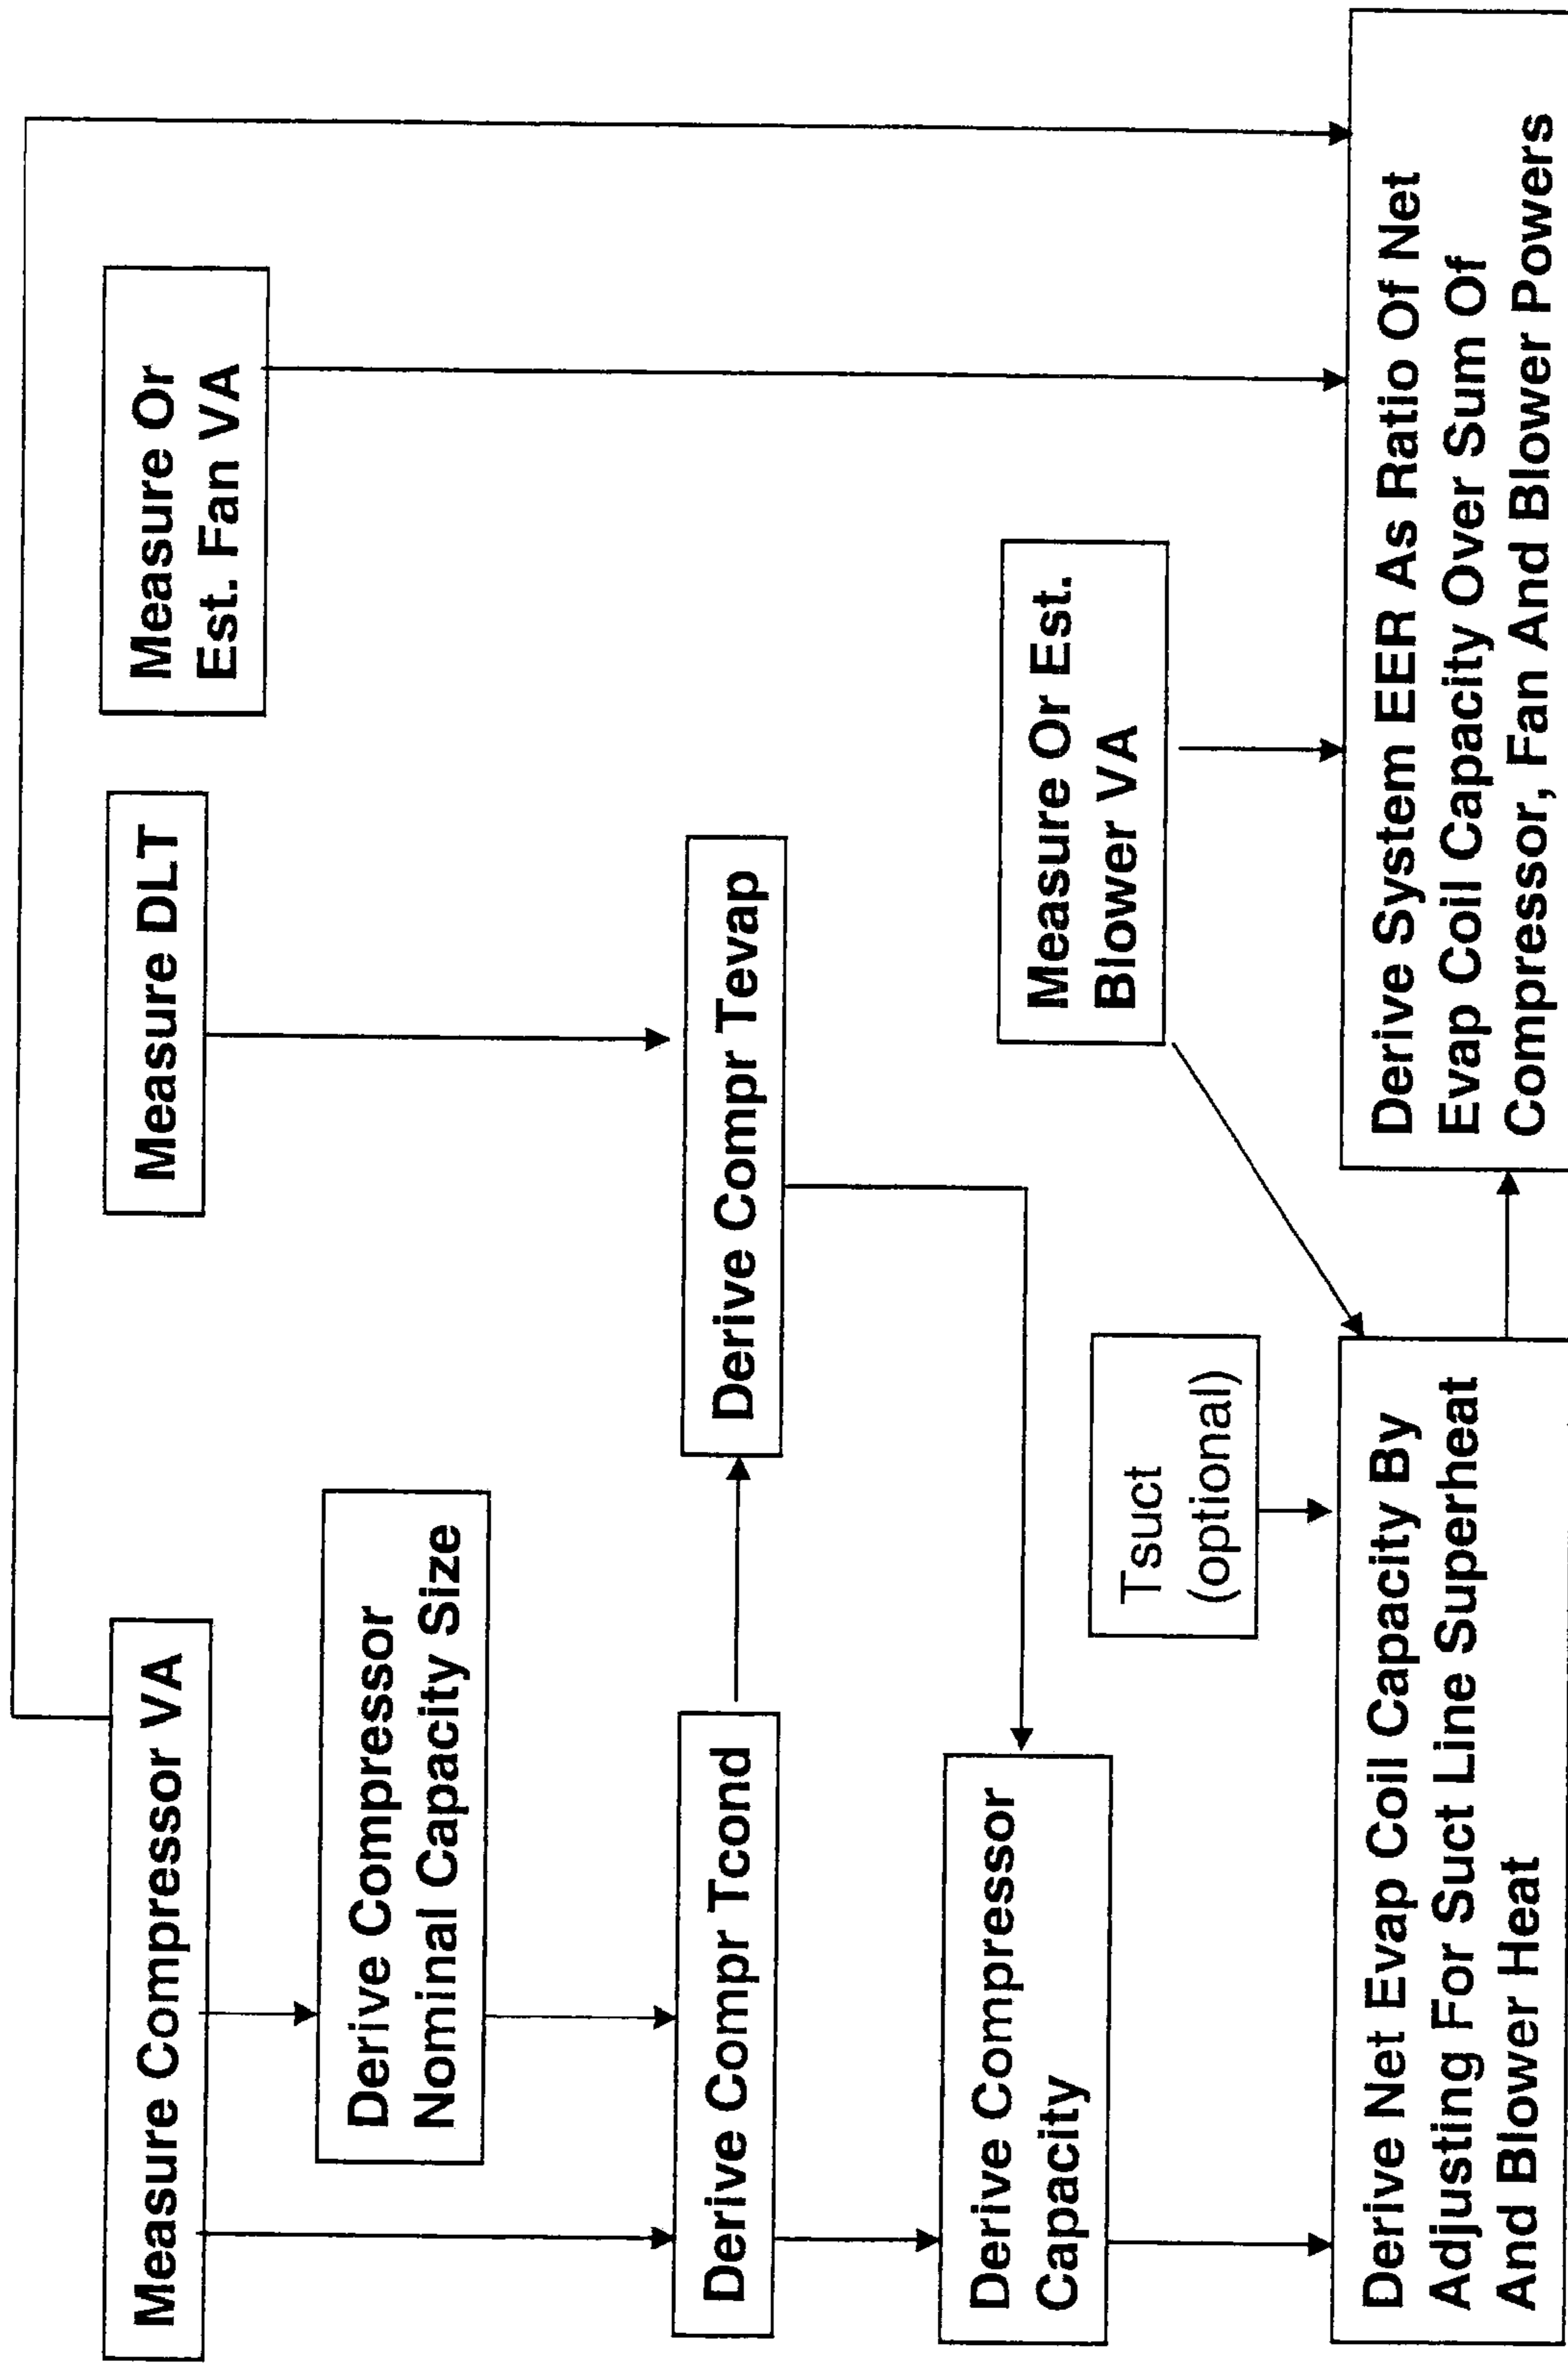 Measure Compressor VA
Measure DLT
Measure Or
Est. Fan VA
Derive Compressor
Nominal Capacity Size
Derive Compr Tcond
Derive Compr Tevap
Derive Compressor
Capacity
Tsuct
(optional)
Measure Or Est.
Blower VA
Derive Net Evap Coil Capacity By
Adjusting For Suct Line Superheat
And Blower Heat
Derive System EER As Ratio Of Net
Evap Coil Capacity Over Sum Of
Compressor, Fan And Blower Powers